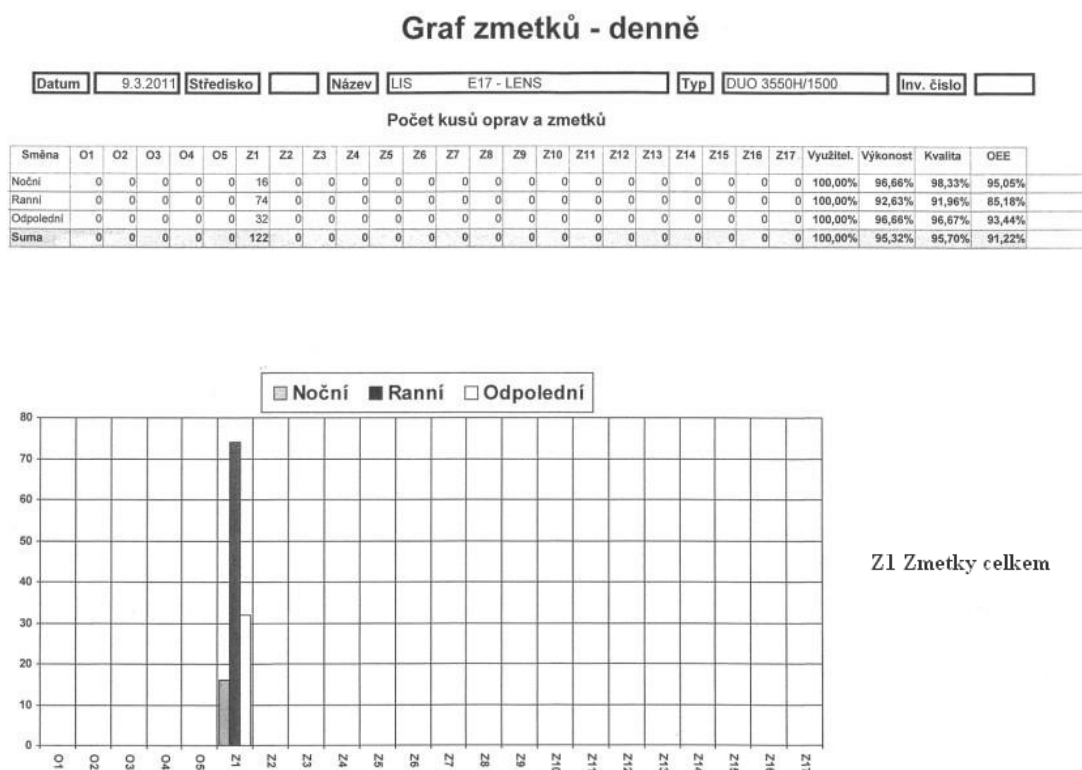 Graf zmetků - denně
Datum 9.3.2011 Středisko Název LIS E17 - LENS Typ DUO 3550H/1500 Inv. číslo
Počet kusů oprav a zmetků
Směna O1 O2 O3 O4 O5 Z1 Z2 Z3 Z4 Z5 Z6 Z7 Z8 Z9 Z10 Z11 Z12 Z13 Z14 Z15 Z16 Z17 Využitel. Výkonost Kvalita OEE
Noční 0 0 0 0 0 16 0 0 0 0 0 0 0 0 0 0 0 0 0 0 0 0 100,00% 96,66% 98,33% 95,05%
Ranní 0 0 0 0 0 74 0 0 0 0 0 0 0 0 0 0 0 0 0 0 0 0 100,00% 92,63% 91,96% 85,18%
Odpolední 0 0 0 0 0 32 0 0 0 0 0 0 0 0 0 0 0 0 0 0 0 0 100,00% 96,66% 96,67% 93,44%
Suma 0 0 0 0 0 122 0 0 0 0 0 0 0 0 0 0 0 0 0 0 0 0 100,00% 95,32% 95,70% 91,22%
Noční Ranní Odpolední
80
70
60
50
40
30
20
10
0
Z1 Zmetky celkem
O1 O2 O3 O4 O5 Z1 Z2 Z3 Z4 Z5 Z6 Z7 Z8 Z9 Z10 Z11 Z12 Z13 Z14 Z15 Z16 Z17